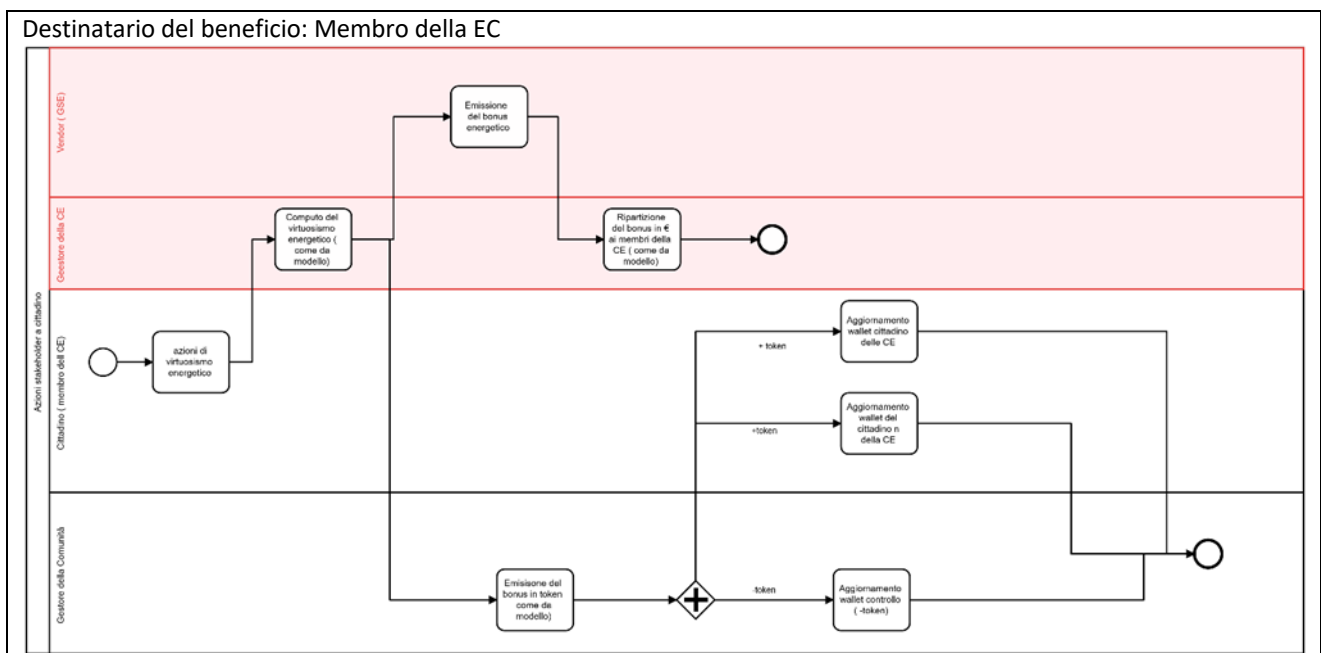 Destinatario del beneficio: Membro della EC
Azioni stakeholder a cittadino
Vendor ( GSE)
Emissione
del bonus
energetico
Geestore della CE
Computo del
virtuosismo
energetico (
come da
modello)
Ripartizione
del bonus in €
ai membri della
CE ( come da
modello)
Cittadino ( membro dell CE)
azioni di
virtuosismo
energetico
+ token
Aggiornamento
wallet cittadino
delle CE
+token
Aggiornamento
wallet del
cittadino n
della CE
Gestore della Comunità
Emisisone del
bonus in token
come da
modello)
-token
Aggiornamento
wallet controllo
( -token)